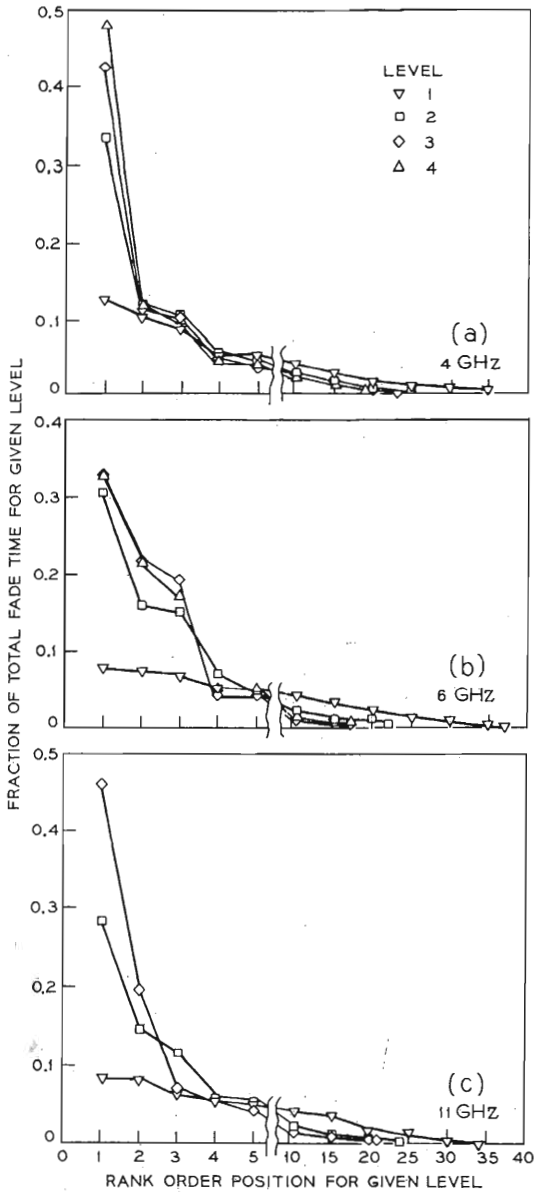 FRACTION OF TOTAL FADE TIME FOR GIVEN LEVEL
0.5
0.4
0.3
0.2
0.1
0
LEVEL
1
2
3
4
(a)
4 GHz
0.4
0.3
0.2
0.1
0
(b)
6 GHz
0.5
0.4
0.3
0.2
0.1
0
(c)
11 GHz
0 1 2 3 4 5 10 15 20 25 30 35 40
RANK ORDER POSITION FOR GIVEN LEVEL